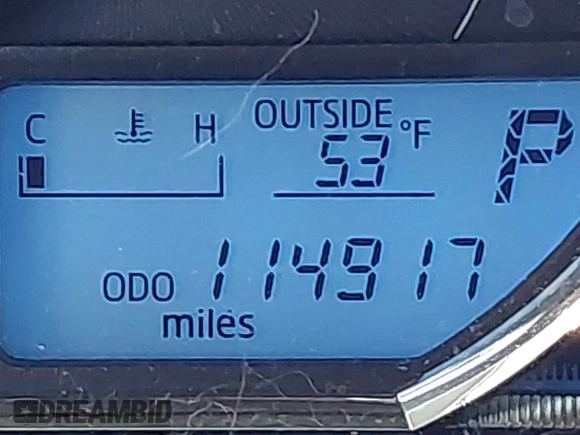 C H OUTSIDE °F P
53
ODO 114917
miles
DREAMBID